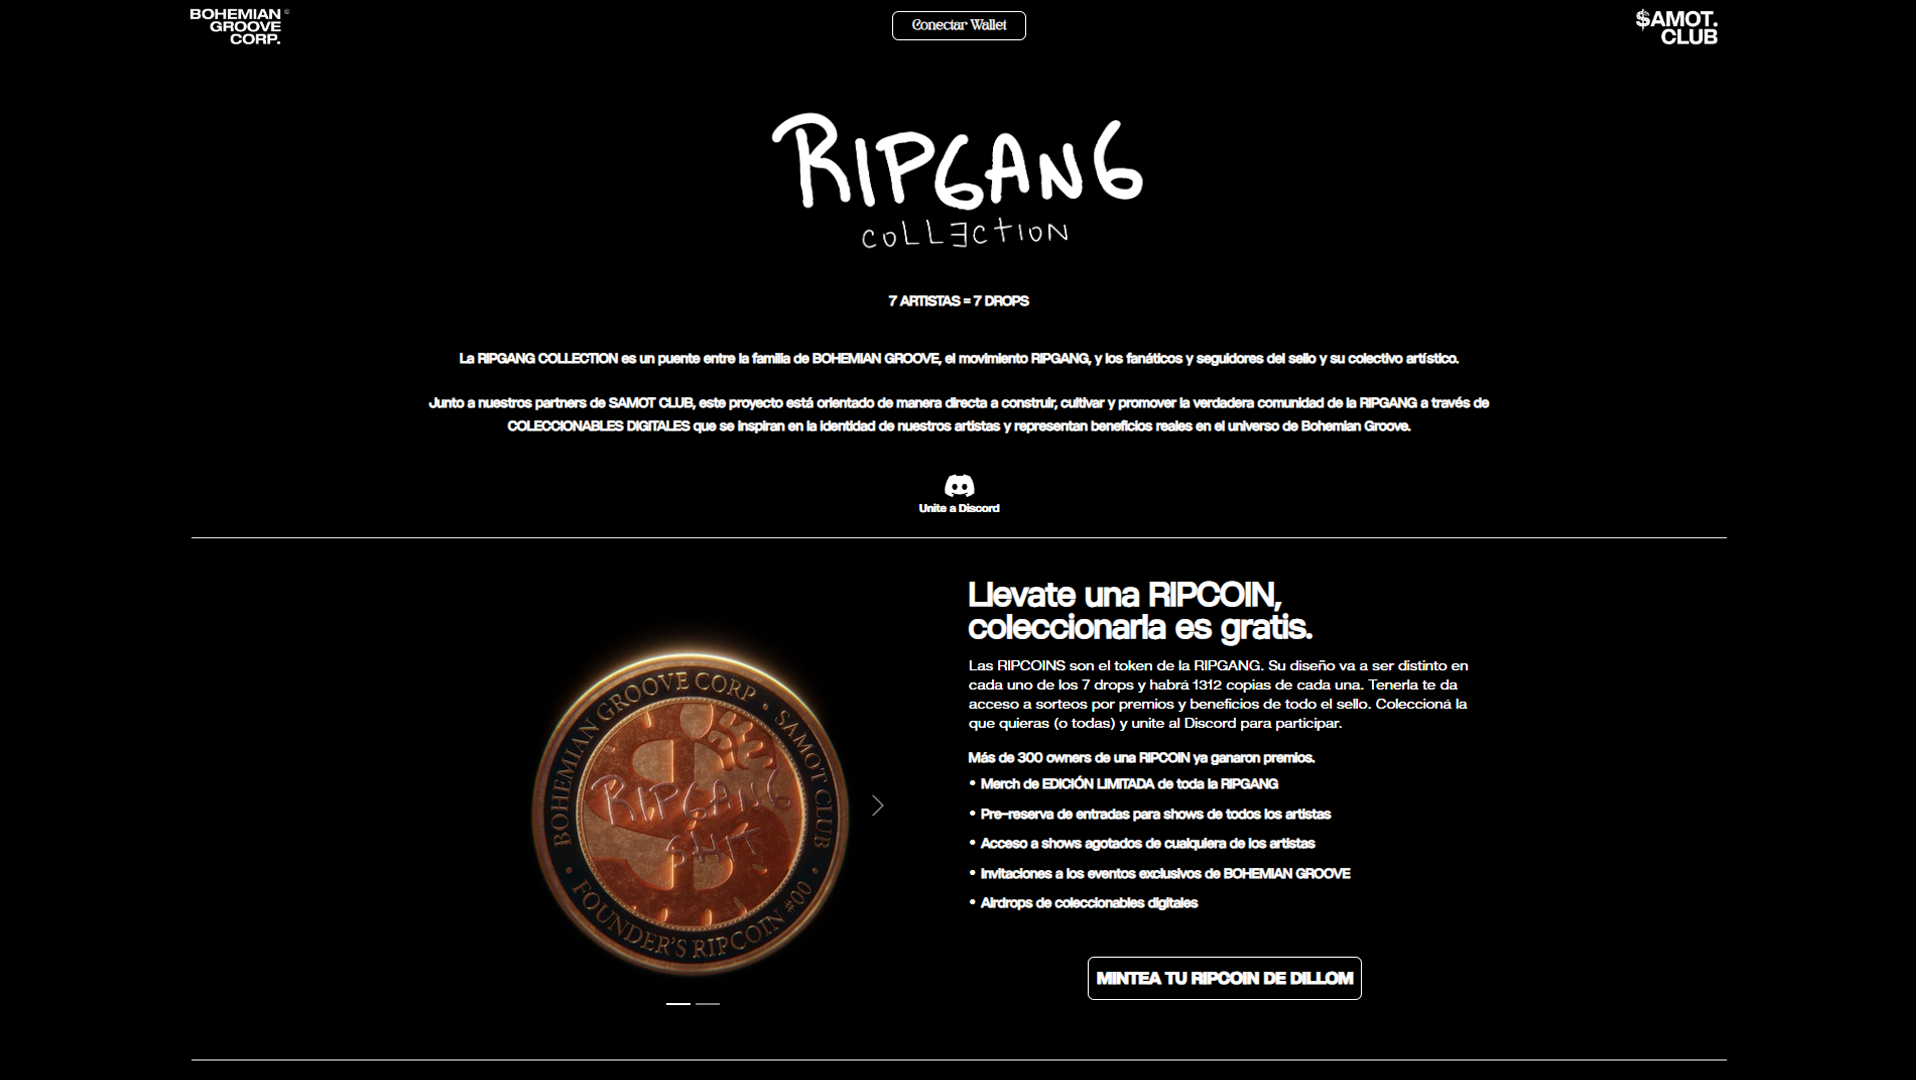 BOHEMIAN ©
GROOVE
CORP.
Conectar Wallet
$AMOT.
CLUB
RIPGANG
COLLECTION
7 ARTISTAS = 7 DROPS
La RIPGANG COLLECTION es un puente entre la familia de BOHEMIAN GROOVE, el movimiento RIPGANG, y los fanáticos y seguidores del sello y su colectivo artístico.
Junto a nuestros partners de SAMOT CLUB, este proyecto está orientado de manera directa a construir, cultivar y promover la verdadera comunidad de la RIPGANG a través de
COLECCIONABLES DIGITALES que se inspiran en la identidad de nuestros artistas y representan beneficios reales en el universo de Bohemian Groove.
Unite a Discord
BOHEMIAN GROOVE CORP • SAMOT CLUB •
FOUNDER'S RIPCOIN #00 •
RIPGANG
SHIT!
Llevate una RIPCOIN,
coleccionarla es gratis.
Las RIPCOINS son el token de la RIPGANG. Su diseño va a ser distinto en
cada uno de los 7 drops y habrá 1312 copias de cada una. Tenerla te da
acceso a sorteos por premios y beneficios de todo el sello. Coleccioná la
que quieras (o todas) y unite al Discord para participar.
Más de 300 owners de una RIPCOIN ya ganaron premios.
• Merch de EDICIÓN LIMITADA de toda la RIPGANG
• Pre-reserva de entradas para shows de todos los artistas
• Acceso a shows agotados de cualquiera de los artistas
• Invitaciones a los eventos exclusivos de BOHEMIAN GROOVE
• Airdrops de coleccionables digitales
MINTEA TU RIPCOIN DE DILLOM